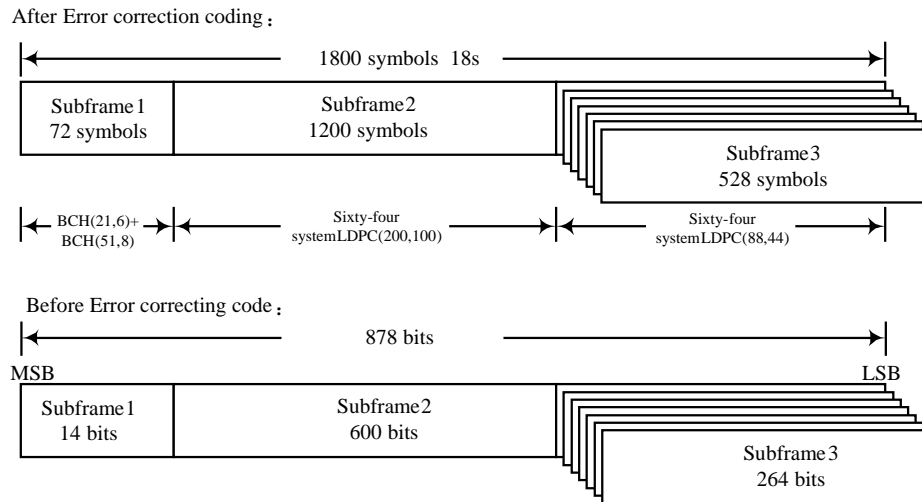 After Error correction coding：
1800 symbols 18s
Subframe1
72 symbols
Subframe2
1200 symbols
Subframe3
528 symbols
BCH(21,6)+
BCH(51,8)
Sixty-four
systemLDPC(200,100)
Sixty-four
systemLDPC(88,44)
Before Error correcting code：
878 bits
MSB
LSB
Subframe1
14 bits
Subframe2
600 bits
Subframe3
264 bits